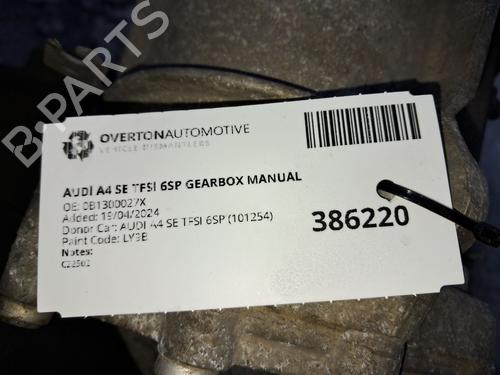 B-PARTS
OVERTONAUTOMOTIVE
VEHICLE DISMANTLERS
AUDI A4 SE TFSI 6SP GEARBOX MANUAL
OE: 0B1300027X
Added: 19/04/2024
Donor Car: AUDI A4 SE TFSI 6SP (101254)
Paint Code: LY9B
Notes:
C22502
386220